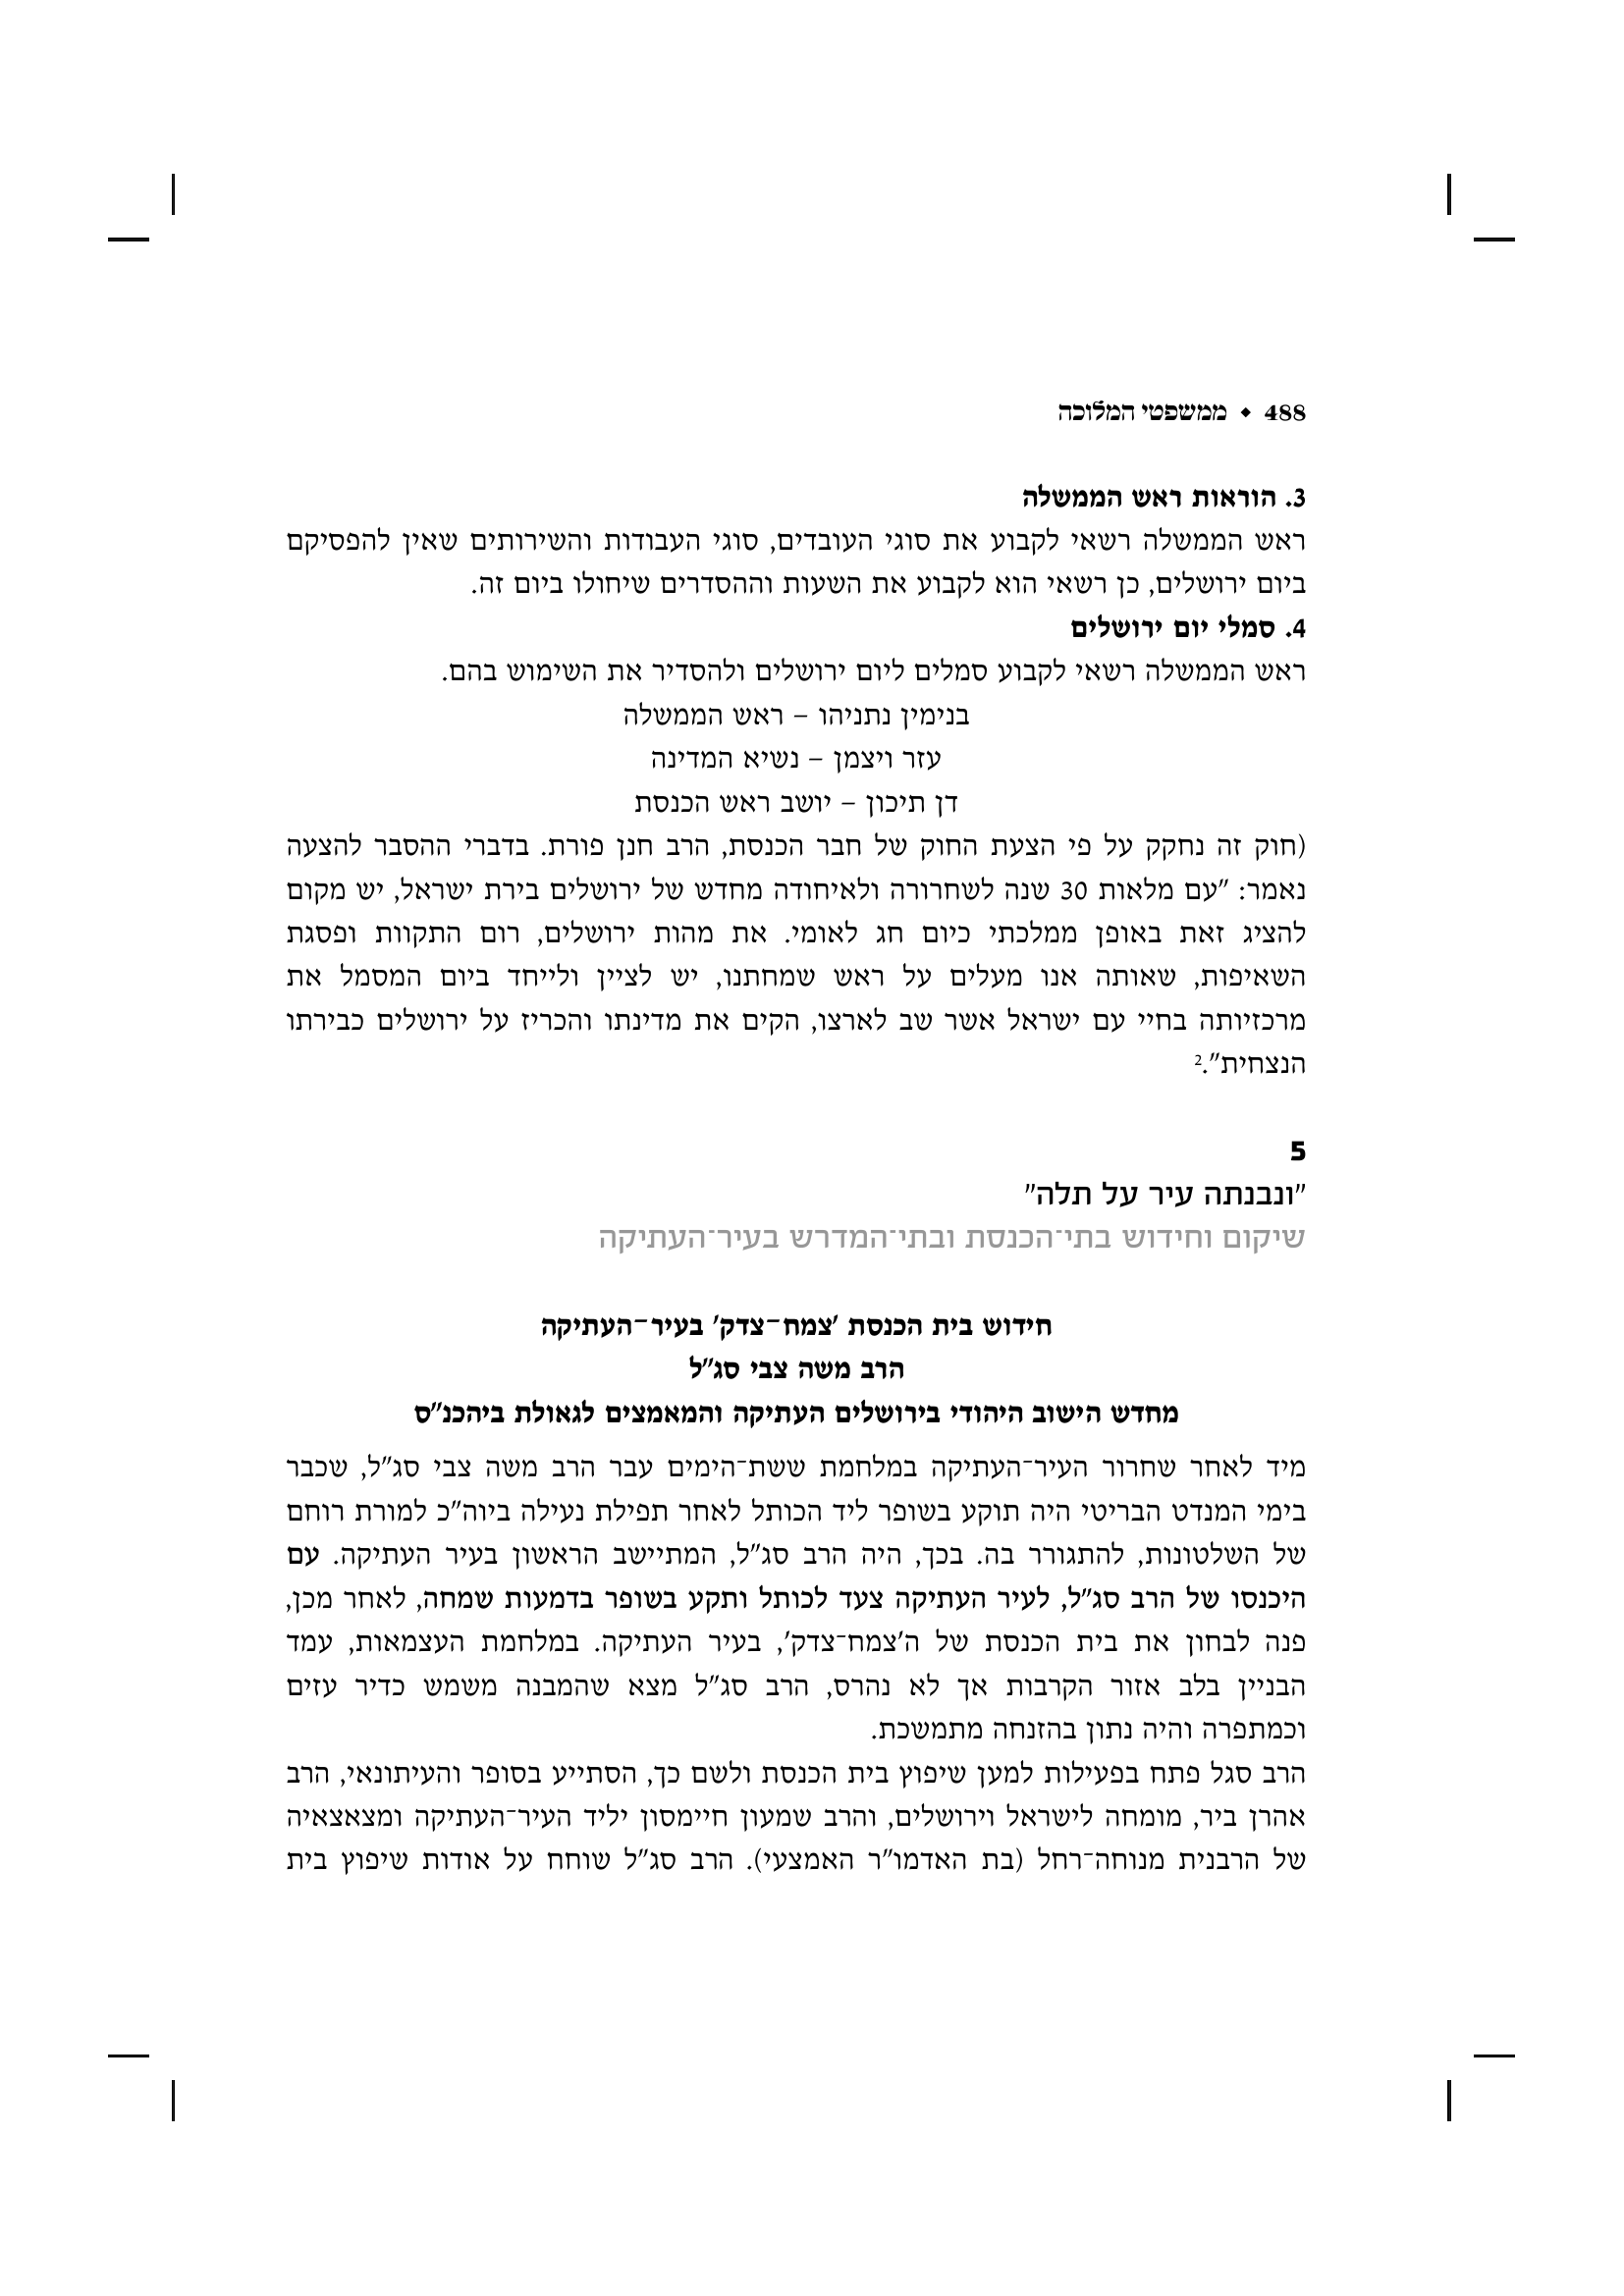 488 ◆ ממשפטי המלוכה
3. הוראות ראש הממשלה
ראש הממשלה רשאי לקבוע את סוגי העובדים, סוגי העבודות והשירותים שאין להפסיקם
ביום ירושלים, כן רשאי הוא לקבוע את השעות וההסדרים שיחולו ביום זה.
4. סמלי יום ירושלים
ראש הממשלה רשאי לקבוע סמלים ליום ירושלים ולהסדיר את השימוש בהם.
בנימין נתניהו – ראש הממשלה
עזר ויצמן – נשיא המדינה
דן תיכון – יושב ראש הכנסת
(חוק זה נחקק על פי הצעת החוק של חבר הכנסת, הרב חנן פורת. בדברי ההסבר להצעה
נאמר: "עם מלאות 30 שנה לשחרורה ולאיחודה מחדש של ירושלים בירת ישראל, יש מקום
להציג זאת באופן ממלכתי כיום חג לאומי. את מהות ירושלים, רום התקוות ופסגת
השאיפות, שאותה אנו מעלים על ראש שמחתנו, יש לציין ולייחד ביום המסמל את
מרכזיותה בחיי עם ישראל אשר שב לארצו, הקים את מדינתו והכריז על ירושלים כבירתו
הנצחית".2
5
"ונבנתה עיר על תלה"
שיקום וחידוש בתי־הכנסת ובתי־המדרש בעיר־העתיקה
חידוש בית הכנסת 'צמח־צדק' בעיר־העתיקה
הרב משה צבי סג"ל
מחדש הישוב היהודי בירושלים העתיקה והמאמצים לגאולת ביהכנ"ס
מיד לאחר שחרור העיר־העתיקה במלחמת ששת־הימים עבר הרב משה צבי סג"ל, שכבר
בימי המנדט הבריטי היה תוקע בשופר ליד הכותל לאחר תפילת נעילה ביוה"כ למורת רוחם
של השלטונות, להתגורר בה. בכך, היה הרב סג"ל, המתיישב הראשון בעיר העתיקה. עם
היכנסו של הרב סג"ל, לעיר העתיקה צעד לכותל ותקע בשופר בדמעות שמחה, לאחר מכן,
פנה לבחון את בית הכנסת של ה'צמח־צדק', בעיר העתיקה. במלחמת העצמאות, עמד
הבניין בלב אזור הקרבות אך לא נהרס, הרב סג"ל מצא שהמבנה משמש כדיר עזים
וכמתפרה והיה נתון בהזנחה מתמשכת.
הרב סגל פתח בפעילות למען שיפוץ בית הכנסת ולשם כך, הסתייע בסופר והעיתונאי, הרב
אהרן ביר, מומחה לישראל וירושלים, והרב שמעון חיימסון יליד העיר־העתיקה ומצאצאיה
של הרבנית מנוחה־רחל (בת האדמו"ר האמצעי). הרב סג"ל שוחח על אודות שיפוץ בית